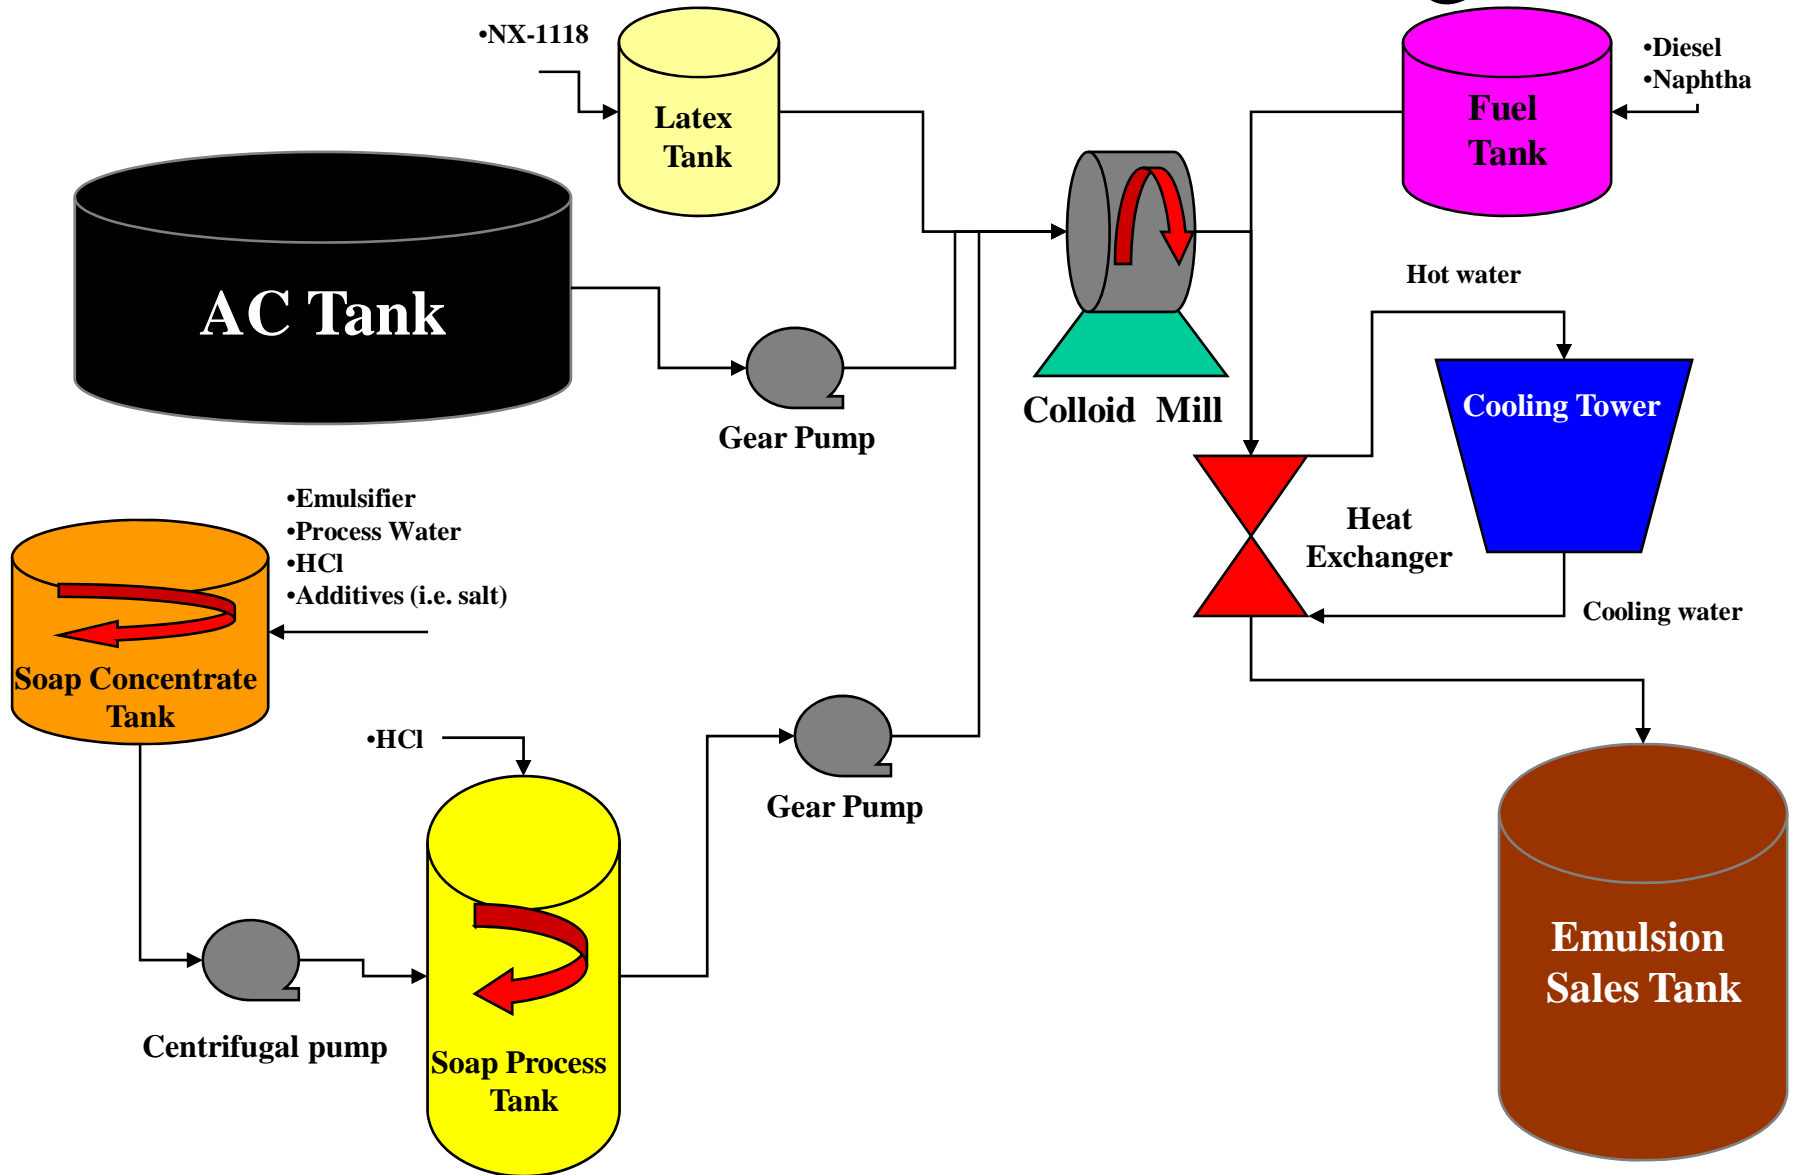 •NX-1118
Latex
Tank
•Diesel
•Naphtha
Fuel
Tank
AC Tank
Gear Pump
Colloid Mill
Hot water
Cooling Tower
Heat
Exchanger
Cooling water
•Emulsifier
•Process Water
•HCl
•Additives (i.e. salt)
Soap Concentrate
Tank
•HCl
Gear Pump
Centrifugal pump
Soap Process
Tank
Emulsion
Sales Tank